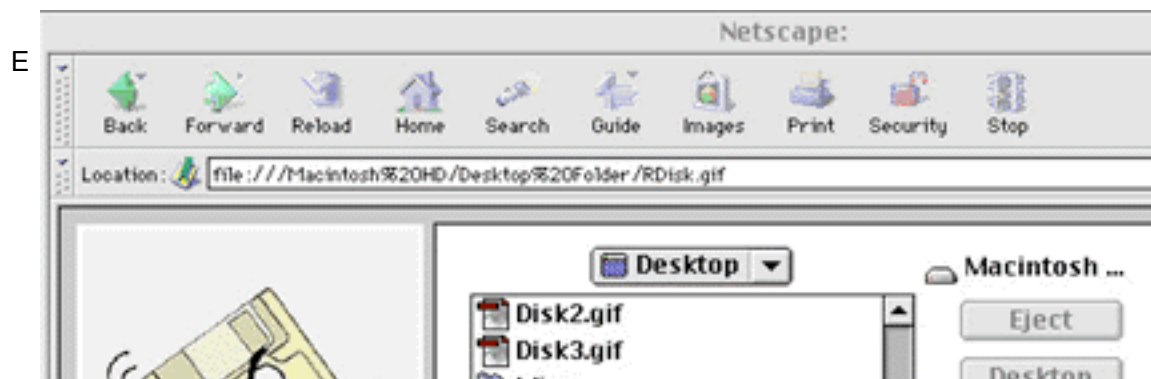 Netscape:
E
Back Forward Reload Home Search Guide Images Print Security Stop
Location: file:///Macintosh%20HD/Desktop%20Folder/RDisk.gif
Desktop
Macintosh ...
Disk2.gif
Eject
Disk3.gif
Desktop